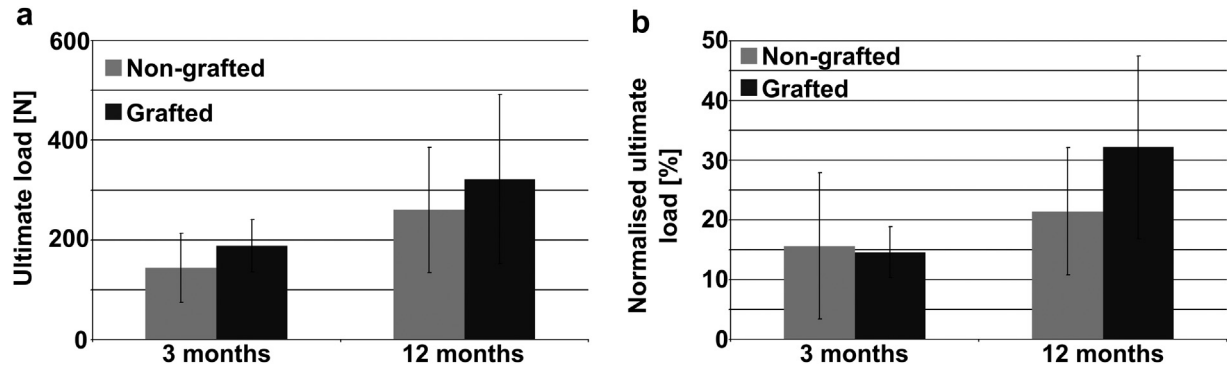 a
Ultimate load [N]
600
400
200
0
Non-grafted
Grafted
3 months
12 months
b
Normalised ultimate
load [%]
50
40
30
20
10
0
Non-grafted
Grafted
3 months
12 months